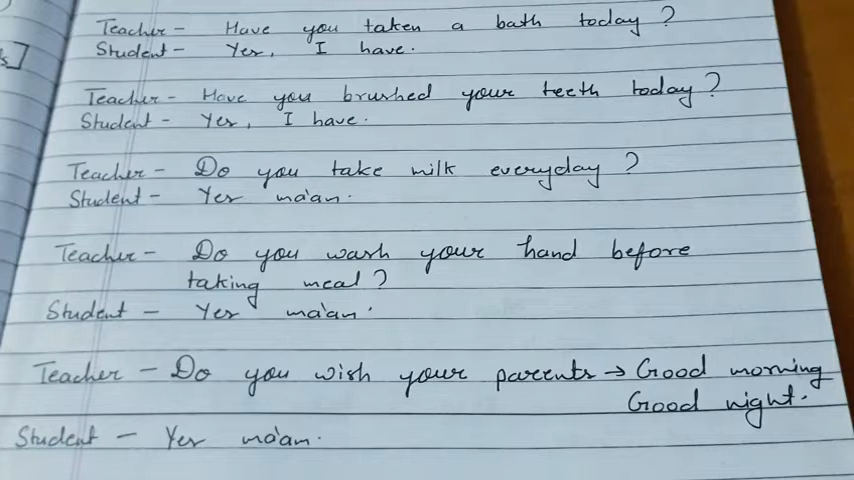 s]
Teacher - Have you taken a bath today ?
Student - Yes, I have.
Teacher - Have you brushed your teeth today ?
Student - Yes, I have.
Teacher - Do you take milk everyday ?
Student - Yes ma'am.
Teacher - Do you wash your hand before
taking meal ?
Student - Yes ma'am.
Teacher - Do you wish your parents → Good morning
Good night.
Student - Yes ma'am.